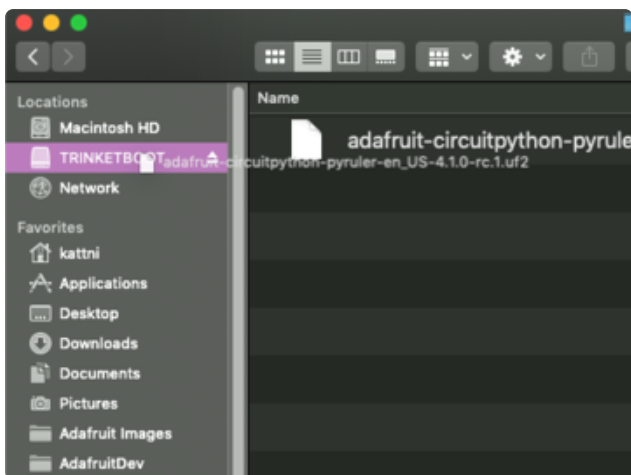 Name
Locations
Macintosh HD
TRINKETBOOT
Network
Favorites
kattni
Applications
Desktop
Downloads
Documents
Pictures
Adafruit Images
AdafruitDev
adafruit-circuitpython-pyrule
adafruit-circuitpython-pyruler-en_US-4.1.0-rc.1.uf2